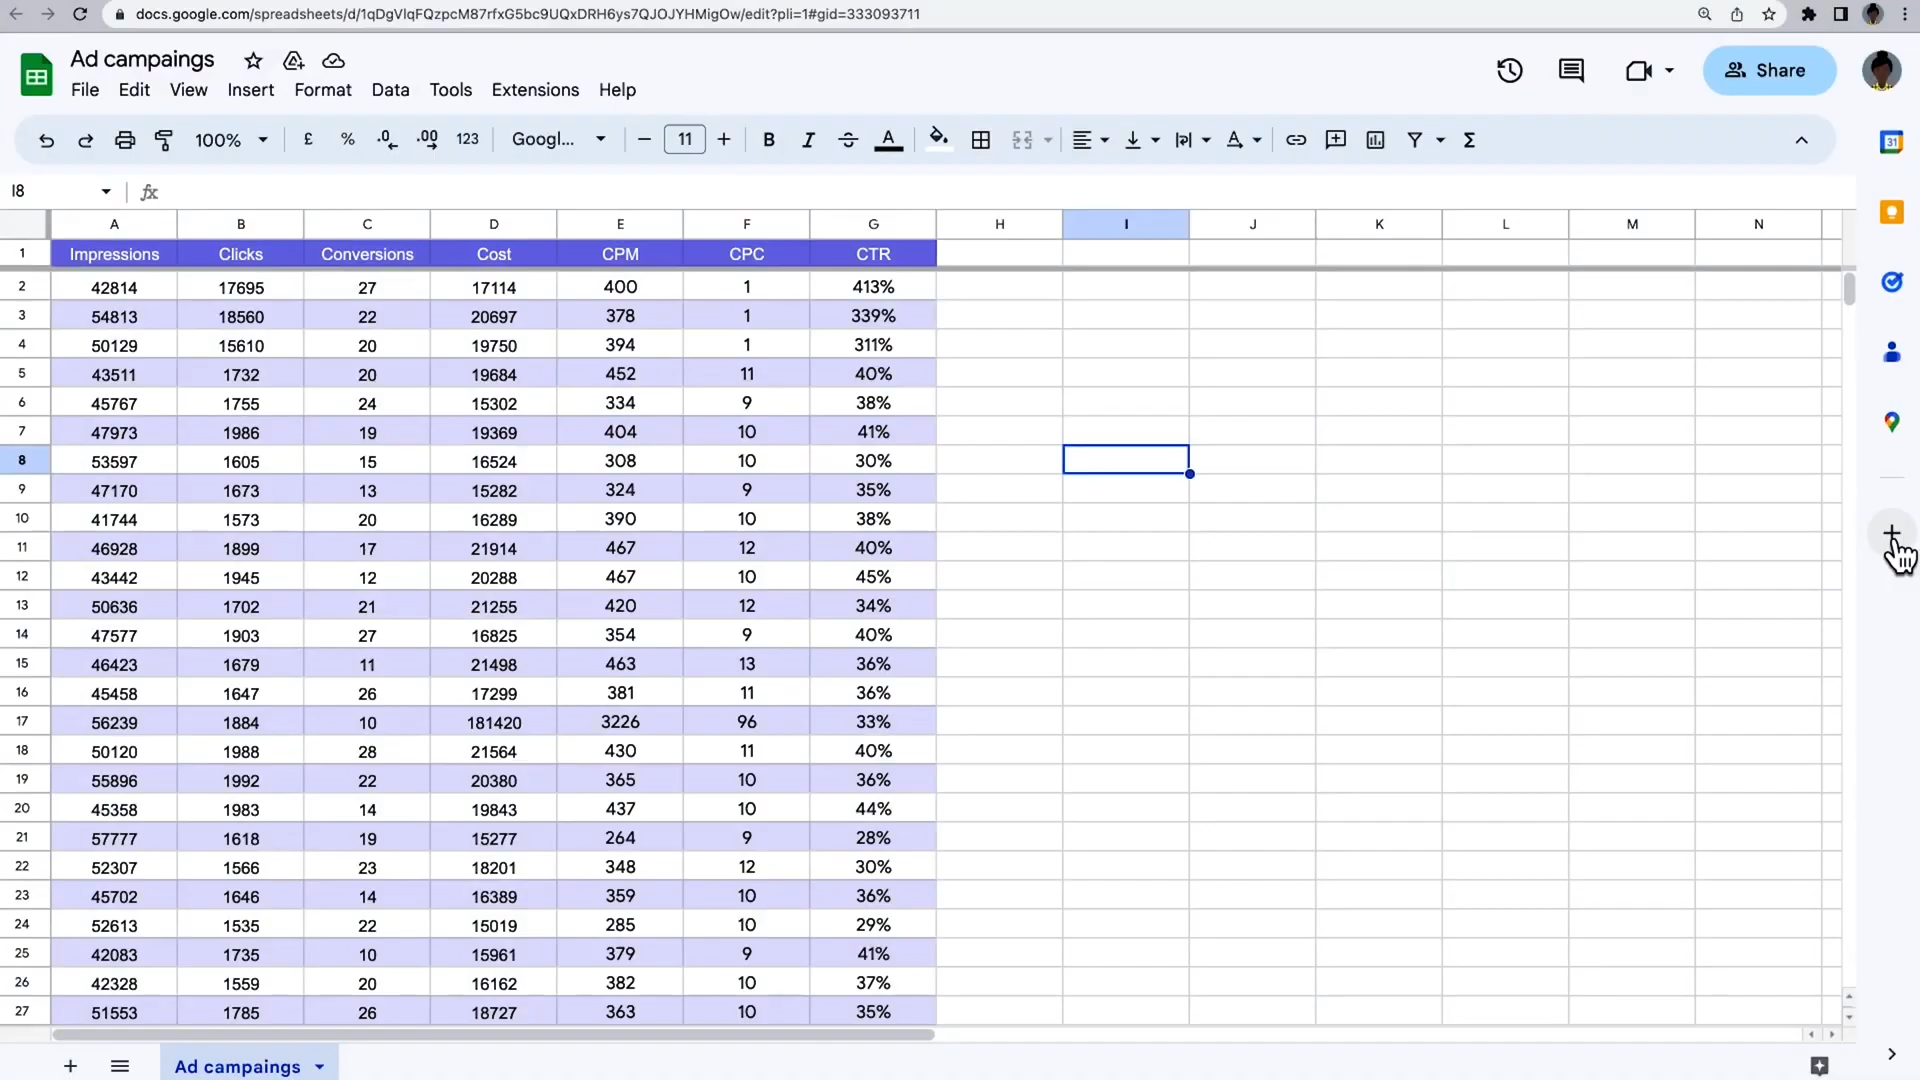 docs.google.com/spreadsheets/d/1qDgVlqFQzpcM87rfxG5bc9UQxDRH6ys7QJOJYHMigOw/edit?pli=1#gid=333093711
Ad campaings
File Edit View Insert Format Data Tools Extensions Help
Share
31
100% £ % .0 .00 123 Googl... 11 B I A A Σ
I8 fx
A B C D E F G H I J K L M N
1 Impressions Clicks Conversions Cost CPM CPC CTR
2 42814 17695 27 17114 400 1 413%
3 54813 18560 22 20697 378 1 339%
4 50129 15610 20 19750 394 1 311%
5 43511 1732 20 19684 452 11 40%
6 45767 1755 24 15302 334 9 38%
7 47973 1986 19 19369 404 10 41%
8 53597 1605 15 16524 308 10 30%
9 47170 1673 13 15282 324 9 35%
10 41744 1573 20 16289 390 10 38%
11 46928 1899 17 21914 467 12 40%
12 43442 1945 12 20288 467 10 45%
13 50636 1702 21 21255 420 12 34%
14 47577 1903 27 16825 354 9 40%
15 46423 1679 11 21498 463 13 36%
16 45458 1647 26 17299 381 11 36%
17 56239 1884 10 181420 3226 96 33%
18 50120 1988 28 21564 430 11 40%
19 55896 1992 22 20380 365 10 36%
20 45358 1983 14 19843 437 10 44%
21 57777 1618 19 15277 264 9 28%
22 52307 1566 23 18201 348 12 30%
23 45702 1646 14 16389 359 10 36%
24 52613 1535 22 15019 285 10 29%
25 42083 1735 10 15961 379 9 41%
26 42328 1559 20 16162 382 10 37%
27 51553 1785 26 18727 363 10 35%
Ad campaings